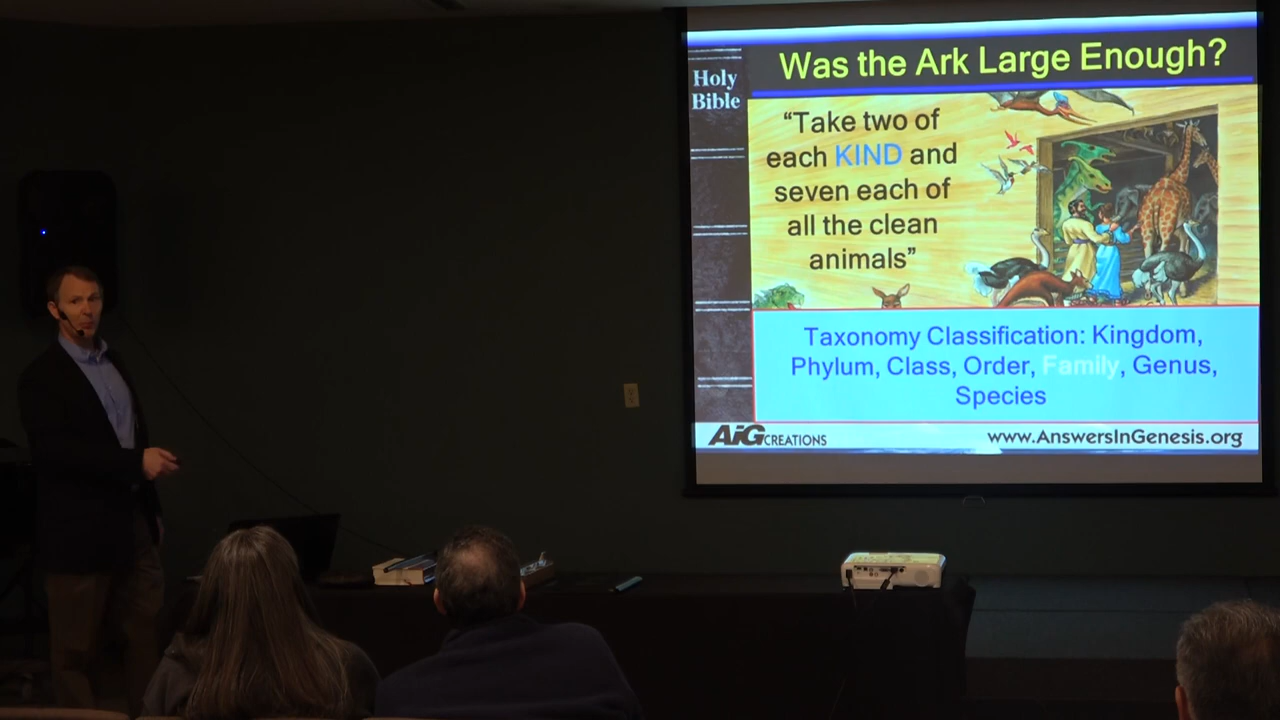 Was the Ark Large Enough?
Holy
Bible
“Take two of
each KIND and
seven each of
all the clean
animals”
Taxonomy Classification: Kingdom,
Phylum, Class, Order, Family, Genus,
Species
AiG CREATIONS
www.AnswersInGenesis.org